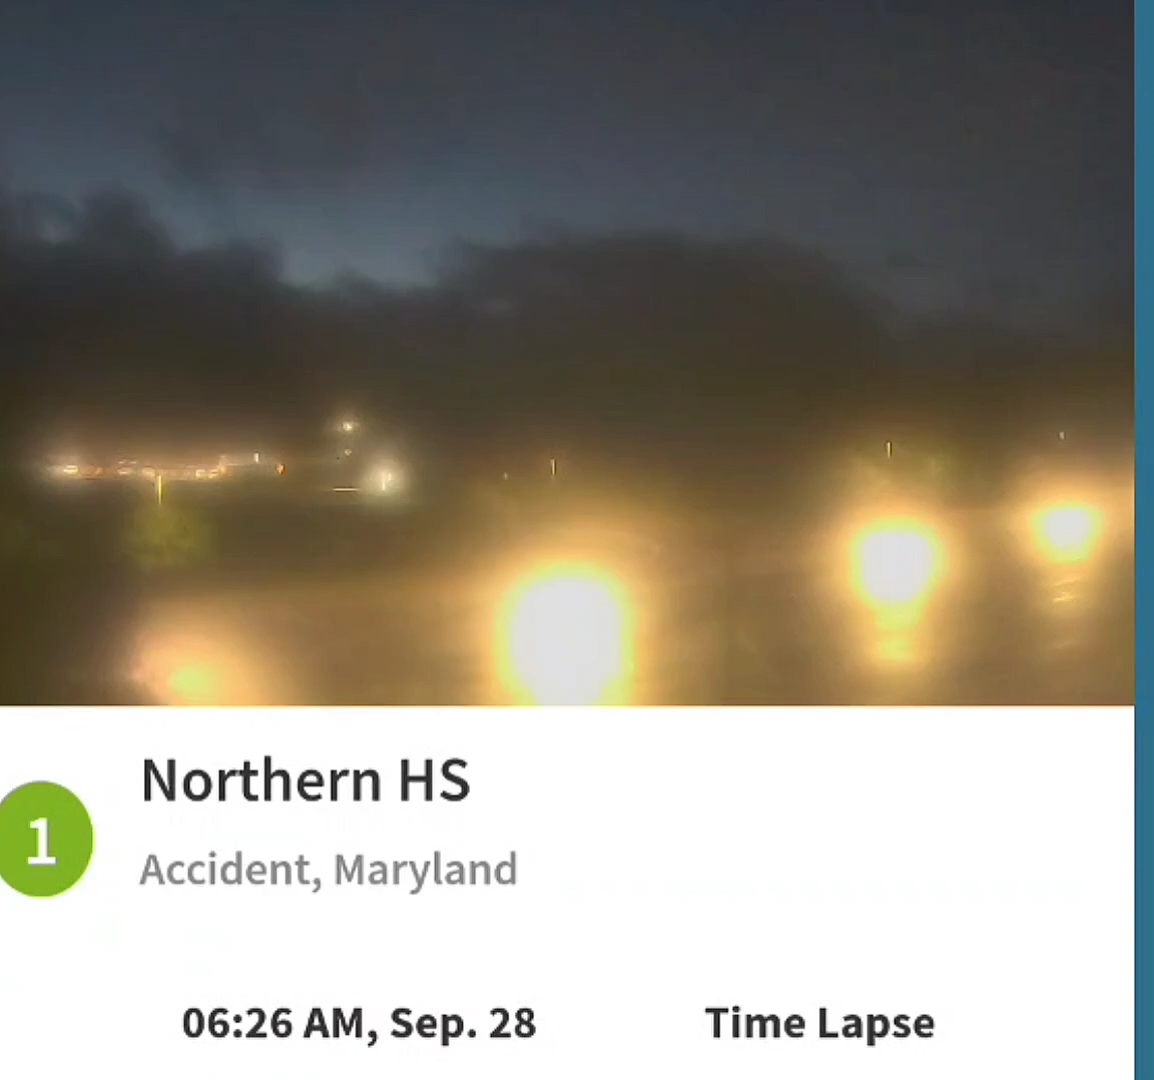 Northern HS
1
Accident, Maryland
06:26 AM, Sep. 28
Time Lapse